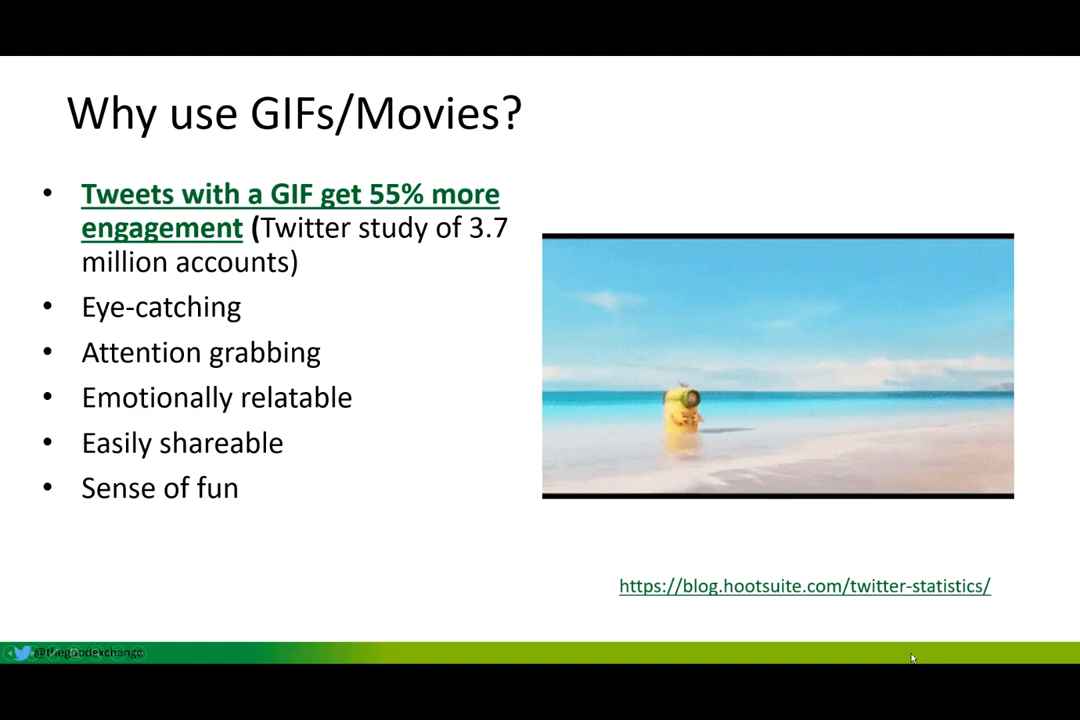 Why use GIFs/Movies?
• Tweets with a GIF get 55% more
engagement (Twitter study of 3.7
million accounts)
• Eye-catching
• Attention grabbing
• Emotionally relatable
• Easily shareable
• Sense of fun
https://blog.hootsuite.com/twitter-statistics/
@thegoodexchange